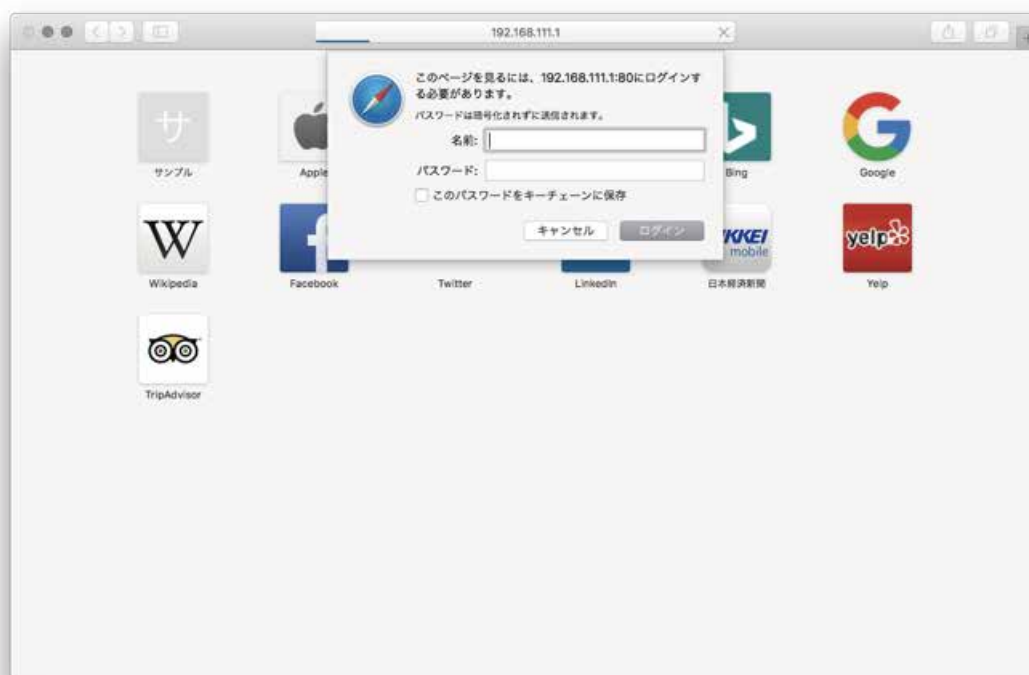 192.168.111.1
このページを見るには、192.168.111.1:80にログインす
る必要があります。
パスワードは暗号化されずに送信されます。
名前:
パスワード:
このパスワードをキーチェーンに保存
キャンセル
ログイン
サ
サンプル
Apple
Bing
Google
W
Wikipedia
f
Facebook
Twitter
LinkedIn
IKKEI
mobile
日本経済新聞
yelp
Yelp
TripAdvisor